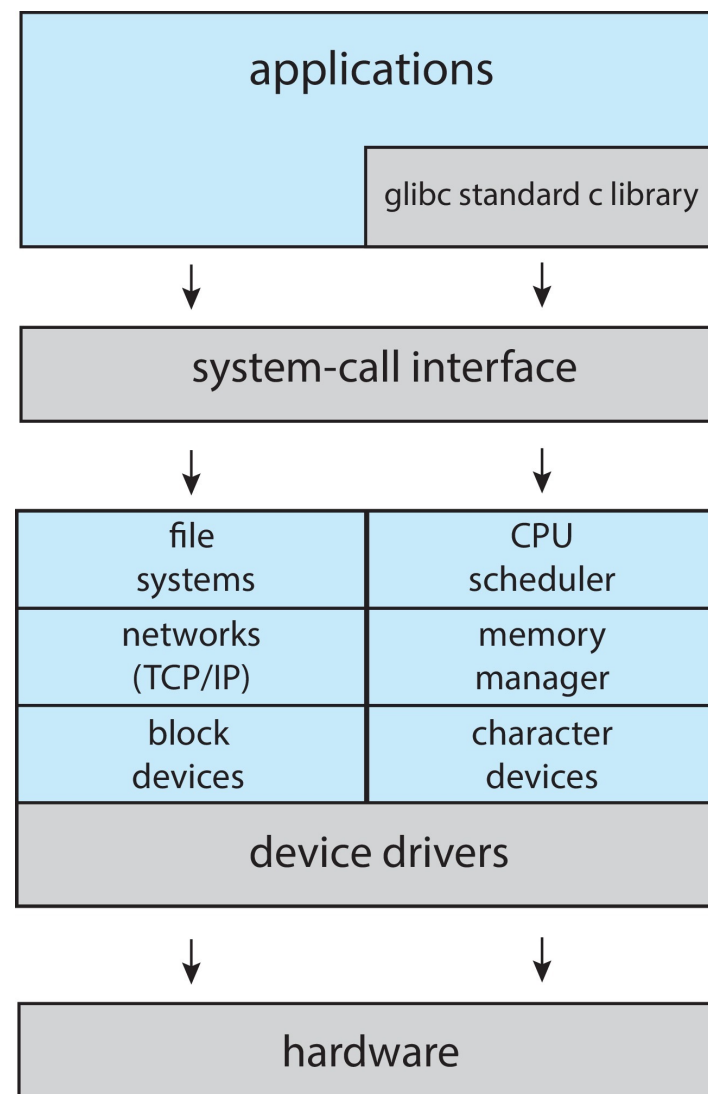 applications
glibc standard c library
system-call interface
file
systems
CPU
scheduler
networks
(TCP/IP)
memory
manager
block
devices
character
devices
device drivers
hardware